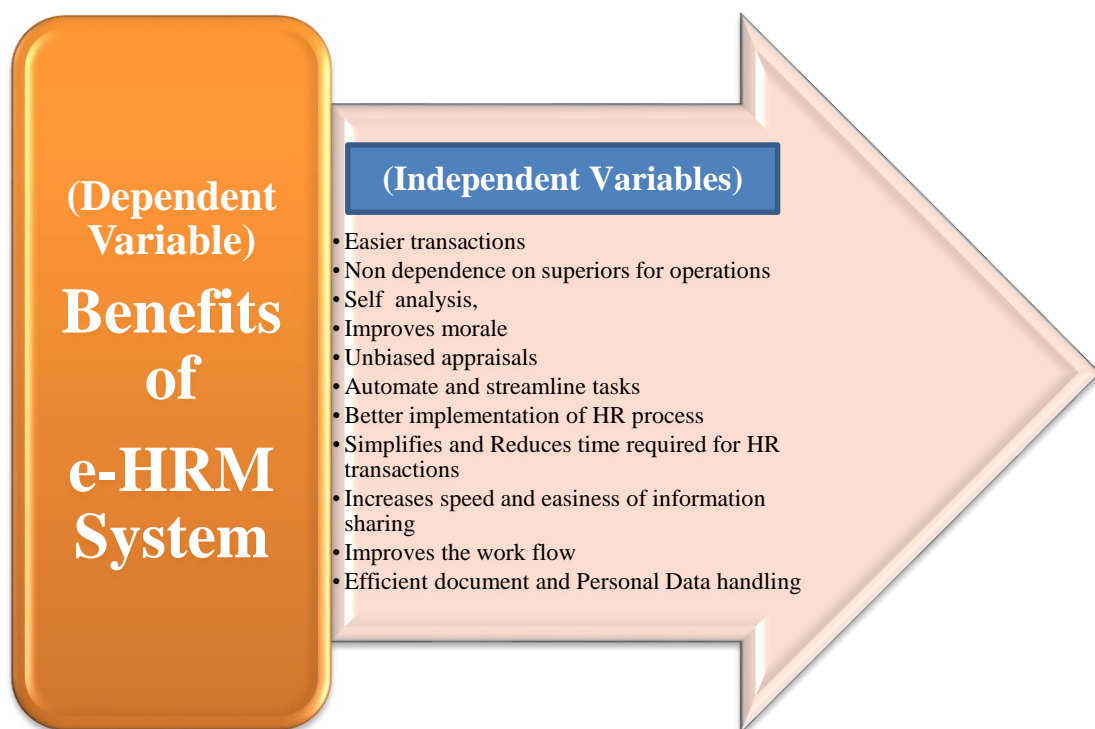 (Dependent
Variable)
Benefits
of
e-HRM
System
(Independent Variables)
• Easier transactions
• Non dependence on superiors for operations
• Self analysis,
• Improves morale
• Unbiased appraisals
• Automate and streamline tasks
• Better implementation of HR process
• Simplifies and Reduces time required for HR
transactions
• Increases speed and easiness of information
sharing
• Improves the work flow
• Efficient document and Personal Data handling